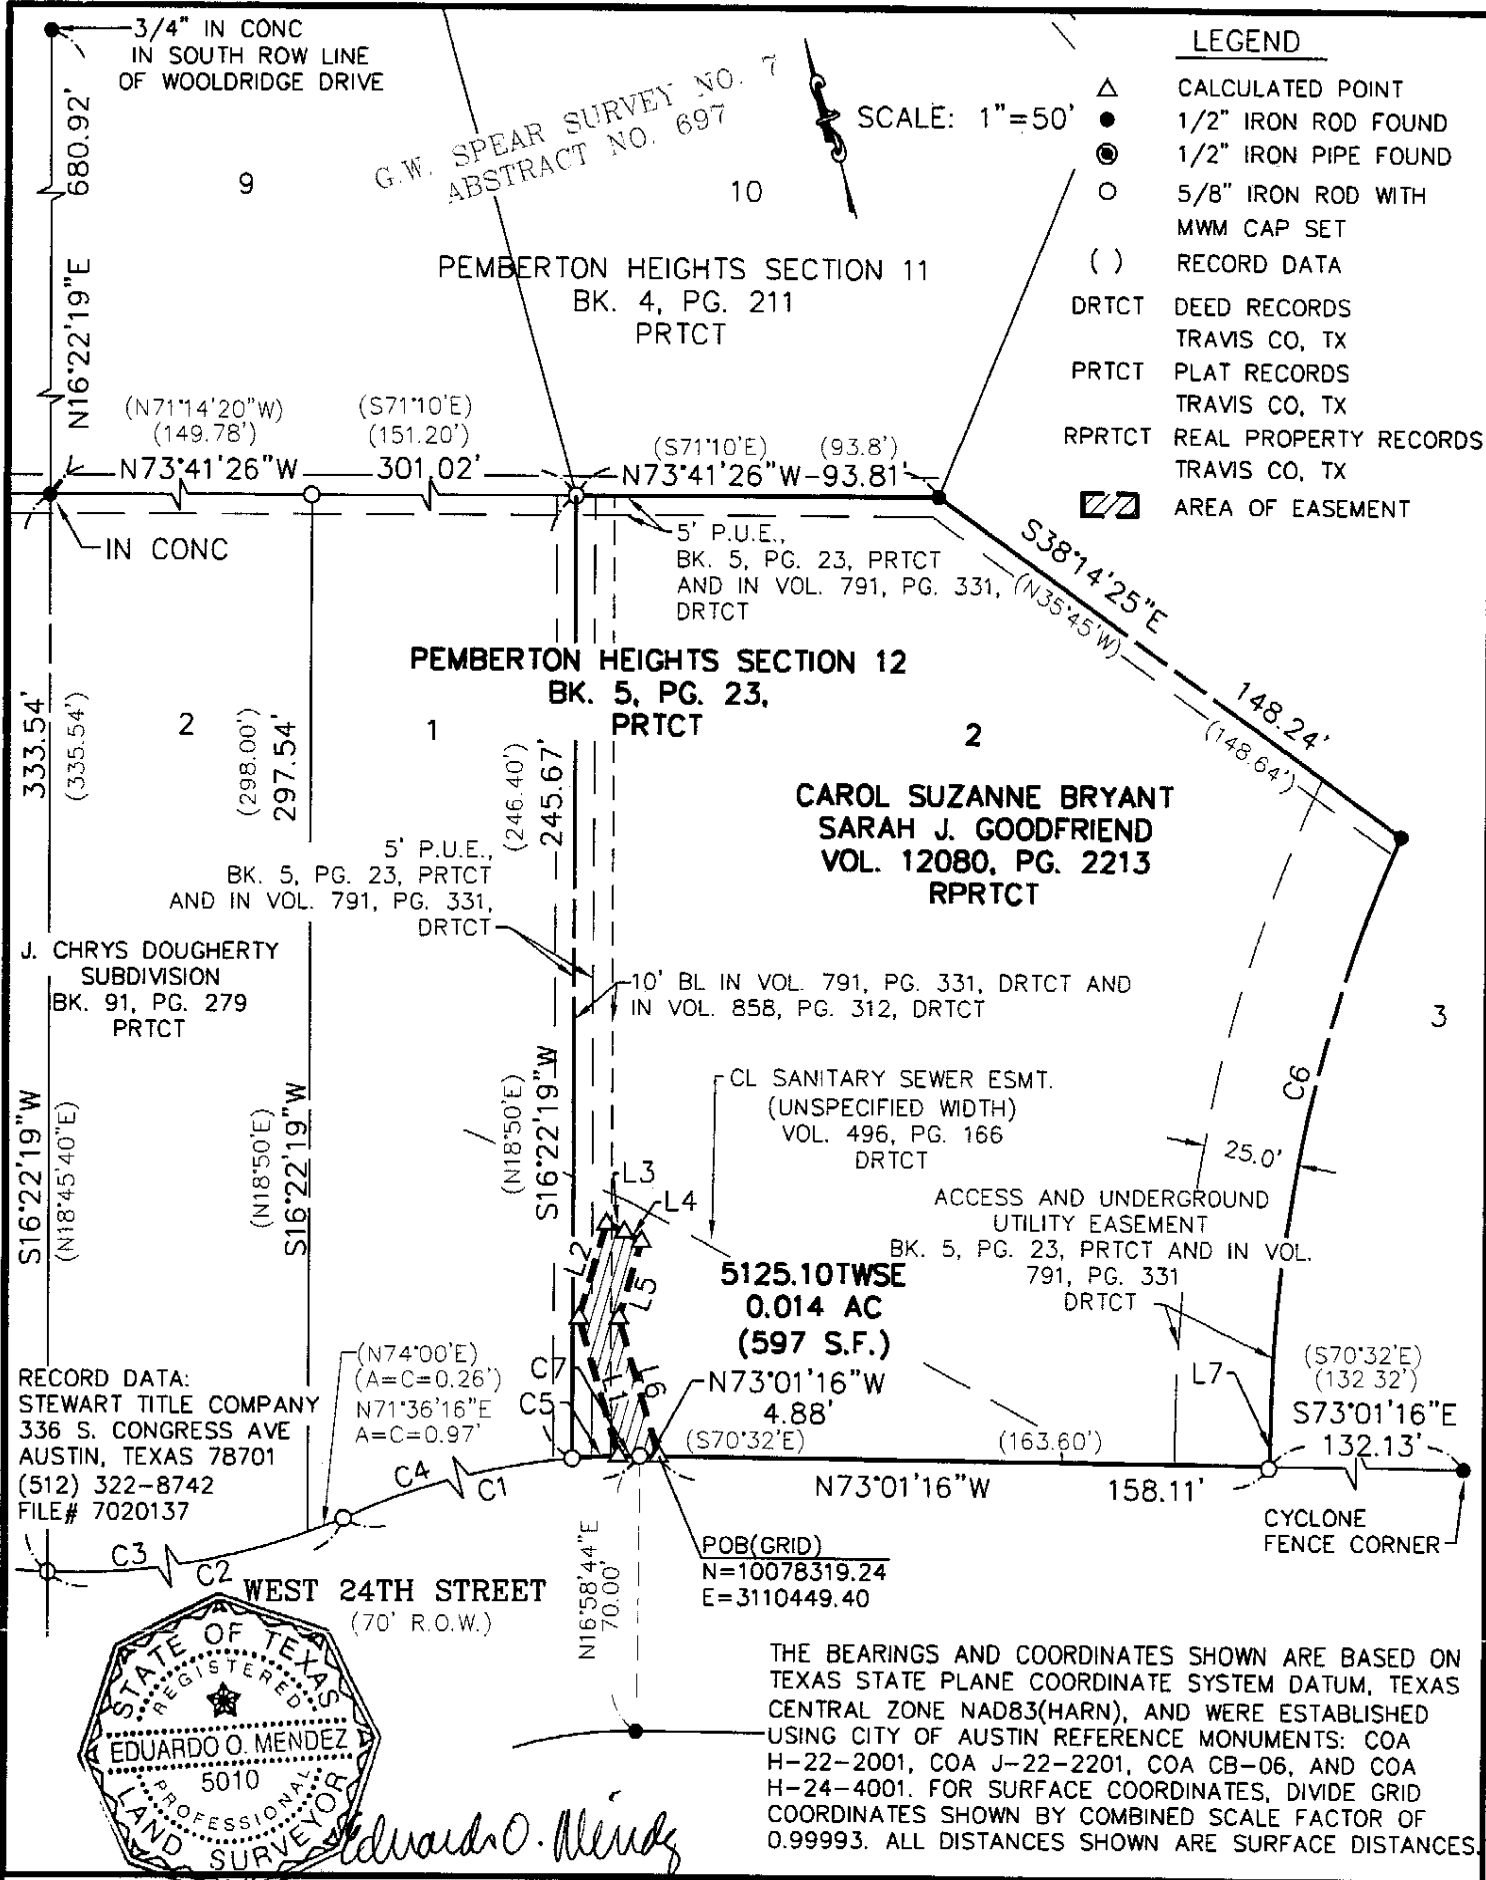 3/4" IN CONC
IN SOUTH ROW LINE
OF WOOLDRIDGE DRIVE
680.92'
N16°22'19"E
G.W. SPEAR SURVEY NO. 7
ABSTRACT NO. 697
SCALE: 1"=50'
9
10
PEMBERTON HEIGHTS SECTION 11
BK. 4, PG. 211
PRTCT
LEGEND
CALCULATED POINT
1/2" IRON ROD FOUND
1/2" IRON PIPE FOUND
5/8" IRON ROD WITH
MWM CAP SET
( ) RECORD DATA
DRTCT DEED RECORDS
TRAVIS CO, TX
PRTCT PLAT RECORDS
TRAVIS CO, TX
RPRTCT REAL PROPERTY RECORDS
TRAVIS CO, TX
AREA OF EASEMENT
(N71°14'20"W)
(149.78')
(S71°10'E)
(151.20')
N73°41'26"W 301.02'
(S71°10'E) (93.8')
N73°41'26"W-93.81'
IN CONC
5' P.U.E.,
BK. 5, PG. 23, PRTCT
AND IN VOL. 791, PG. 331,
DRTCT
S38°14'25"E
(N35°45'W)
148.24'
(148.64')
PEMBERTON HEIGHTS SECTION 12
BK. 5, PG. 23,
PRTCT
333.54'
(335.54')
2
(298.00')
297.54'
1
(246.40')
245.67'
2
CAROL SUZANNE BRYANT
SARAH J. GOODFRIEND
VOL. 12080, PG. 2213
RPRTCT
5' P.U.E.,
BK. 5, PG. 23, PRTCT
AND IN VOL. 791, PG. 331,
DRTCT
J. CHRYS DOUGHERTY
SUBDIVISION
BK. 91, PG. 279
PRTCT
10' BL IN VOL. 791, PG. 331, DRTCT AND
IN VOL. 858, PG. 312, DRTCT
3
C6
S16°22'19"W
(N18°45'40"E)
(N18°50'E)
S16°22'19"W
(N18°50'E)
S16°22'19"W
CL SANITARY SEWER ESMT.
(UNSPECIFIED WIDTH)
VOL. 496, PG. 166
DRTCT
25.0'
ACCESS AND UNDERGROUND
UTILITY EASEMENT
BK. 5, PG. 23, PRTCT AND IN VOL.
791, PG. 331
DRTCT
L3
L4
L2
L5
5125.10TWSE
0.014 AC
(597 S.F.)
N73°01'16"W
4.88'
C7
C5
L1
L6
L7
(S70°32'E)
(132.32')
S73°01'16"E
132.13'
(N74°00'E)
(A=C=0.26')
N71°36'16"E
A=C=0.97'
RECORD DATA:
STEWART TITLE COMPANY
336 S. CONGRESS AVE
AUSTIN, TEXAS 78701
(512) 322-8742
FILE# 7020137
(S70°32'E) (163.60')
N73°01'16"W 158.11'
C4
C1
C3
C2
CYCLONE
FENCE CORNER
POB(GRID)
N=10078319.24
E=3110449.40
WEST 24TH STREET
(70' R.O.W.)
N16°58'44"E
70.00'
STATE OF TEXAS
REGISTERED
EDUARDO O. MENDEZ
5010
PROFESSIONAL
LAND SURVEYOR
Eduardo O. Mendez
THE BEARINGS AND COORDINATES SHOWN ARE BASED ON
TEXAS STATE PLANE COORDINATE SYSTEM DATUM, TEXAS
CENTRAL ZONE NAD83(HARN), AND WERE ESTABLISHED
USING CITY OF AUSTIN REFERENCE MONUMENTS: COA
H-22-2001, COA J-22-2201, COA CB-06, AND COA
H-24-4001. FOR SURFACE COORDINATES, DIVIDE GRID
COORDINATES SHOWN BY COMBINED SCALE FACTOR OF
0.99993. ALL DISTANCES SHOWN ARE SURFACE DISTANCES.